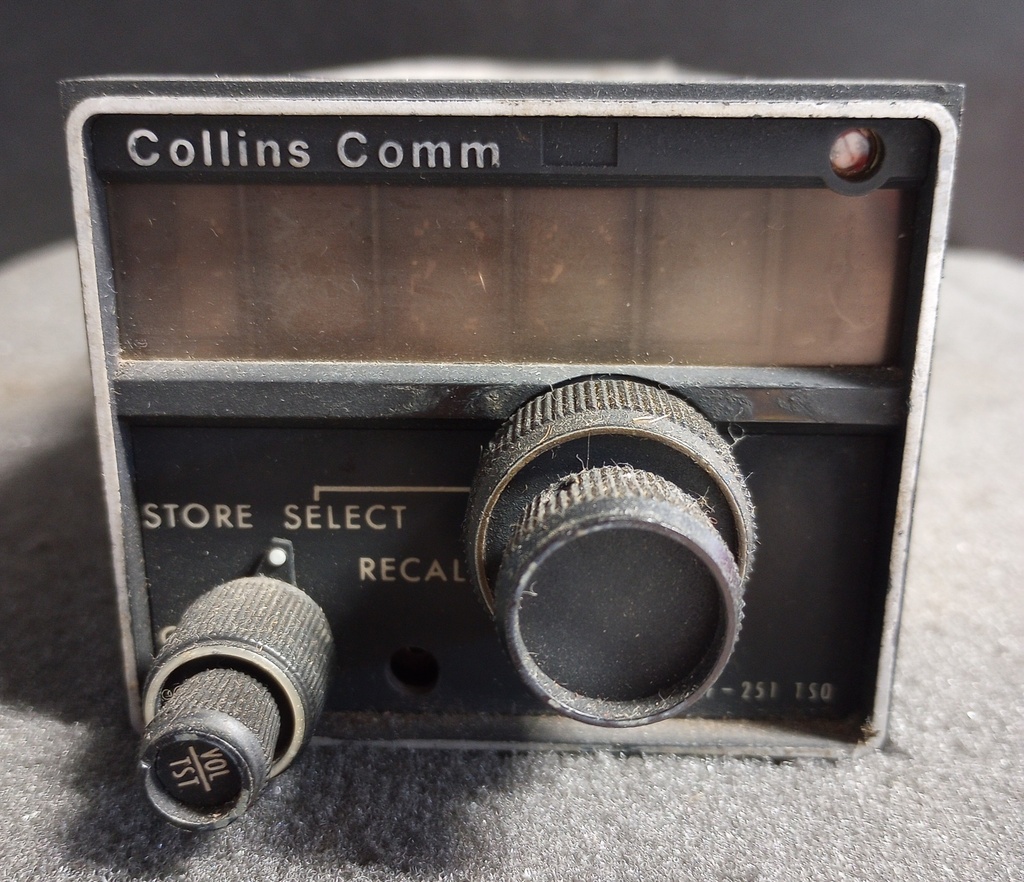 Collins Comm
STORE SELECT
RECAL
-251 TSO
VOL
TST